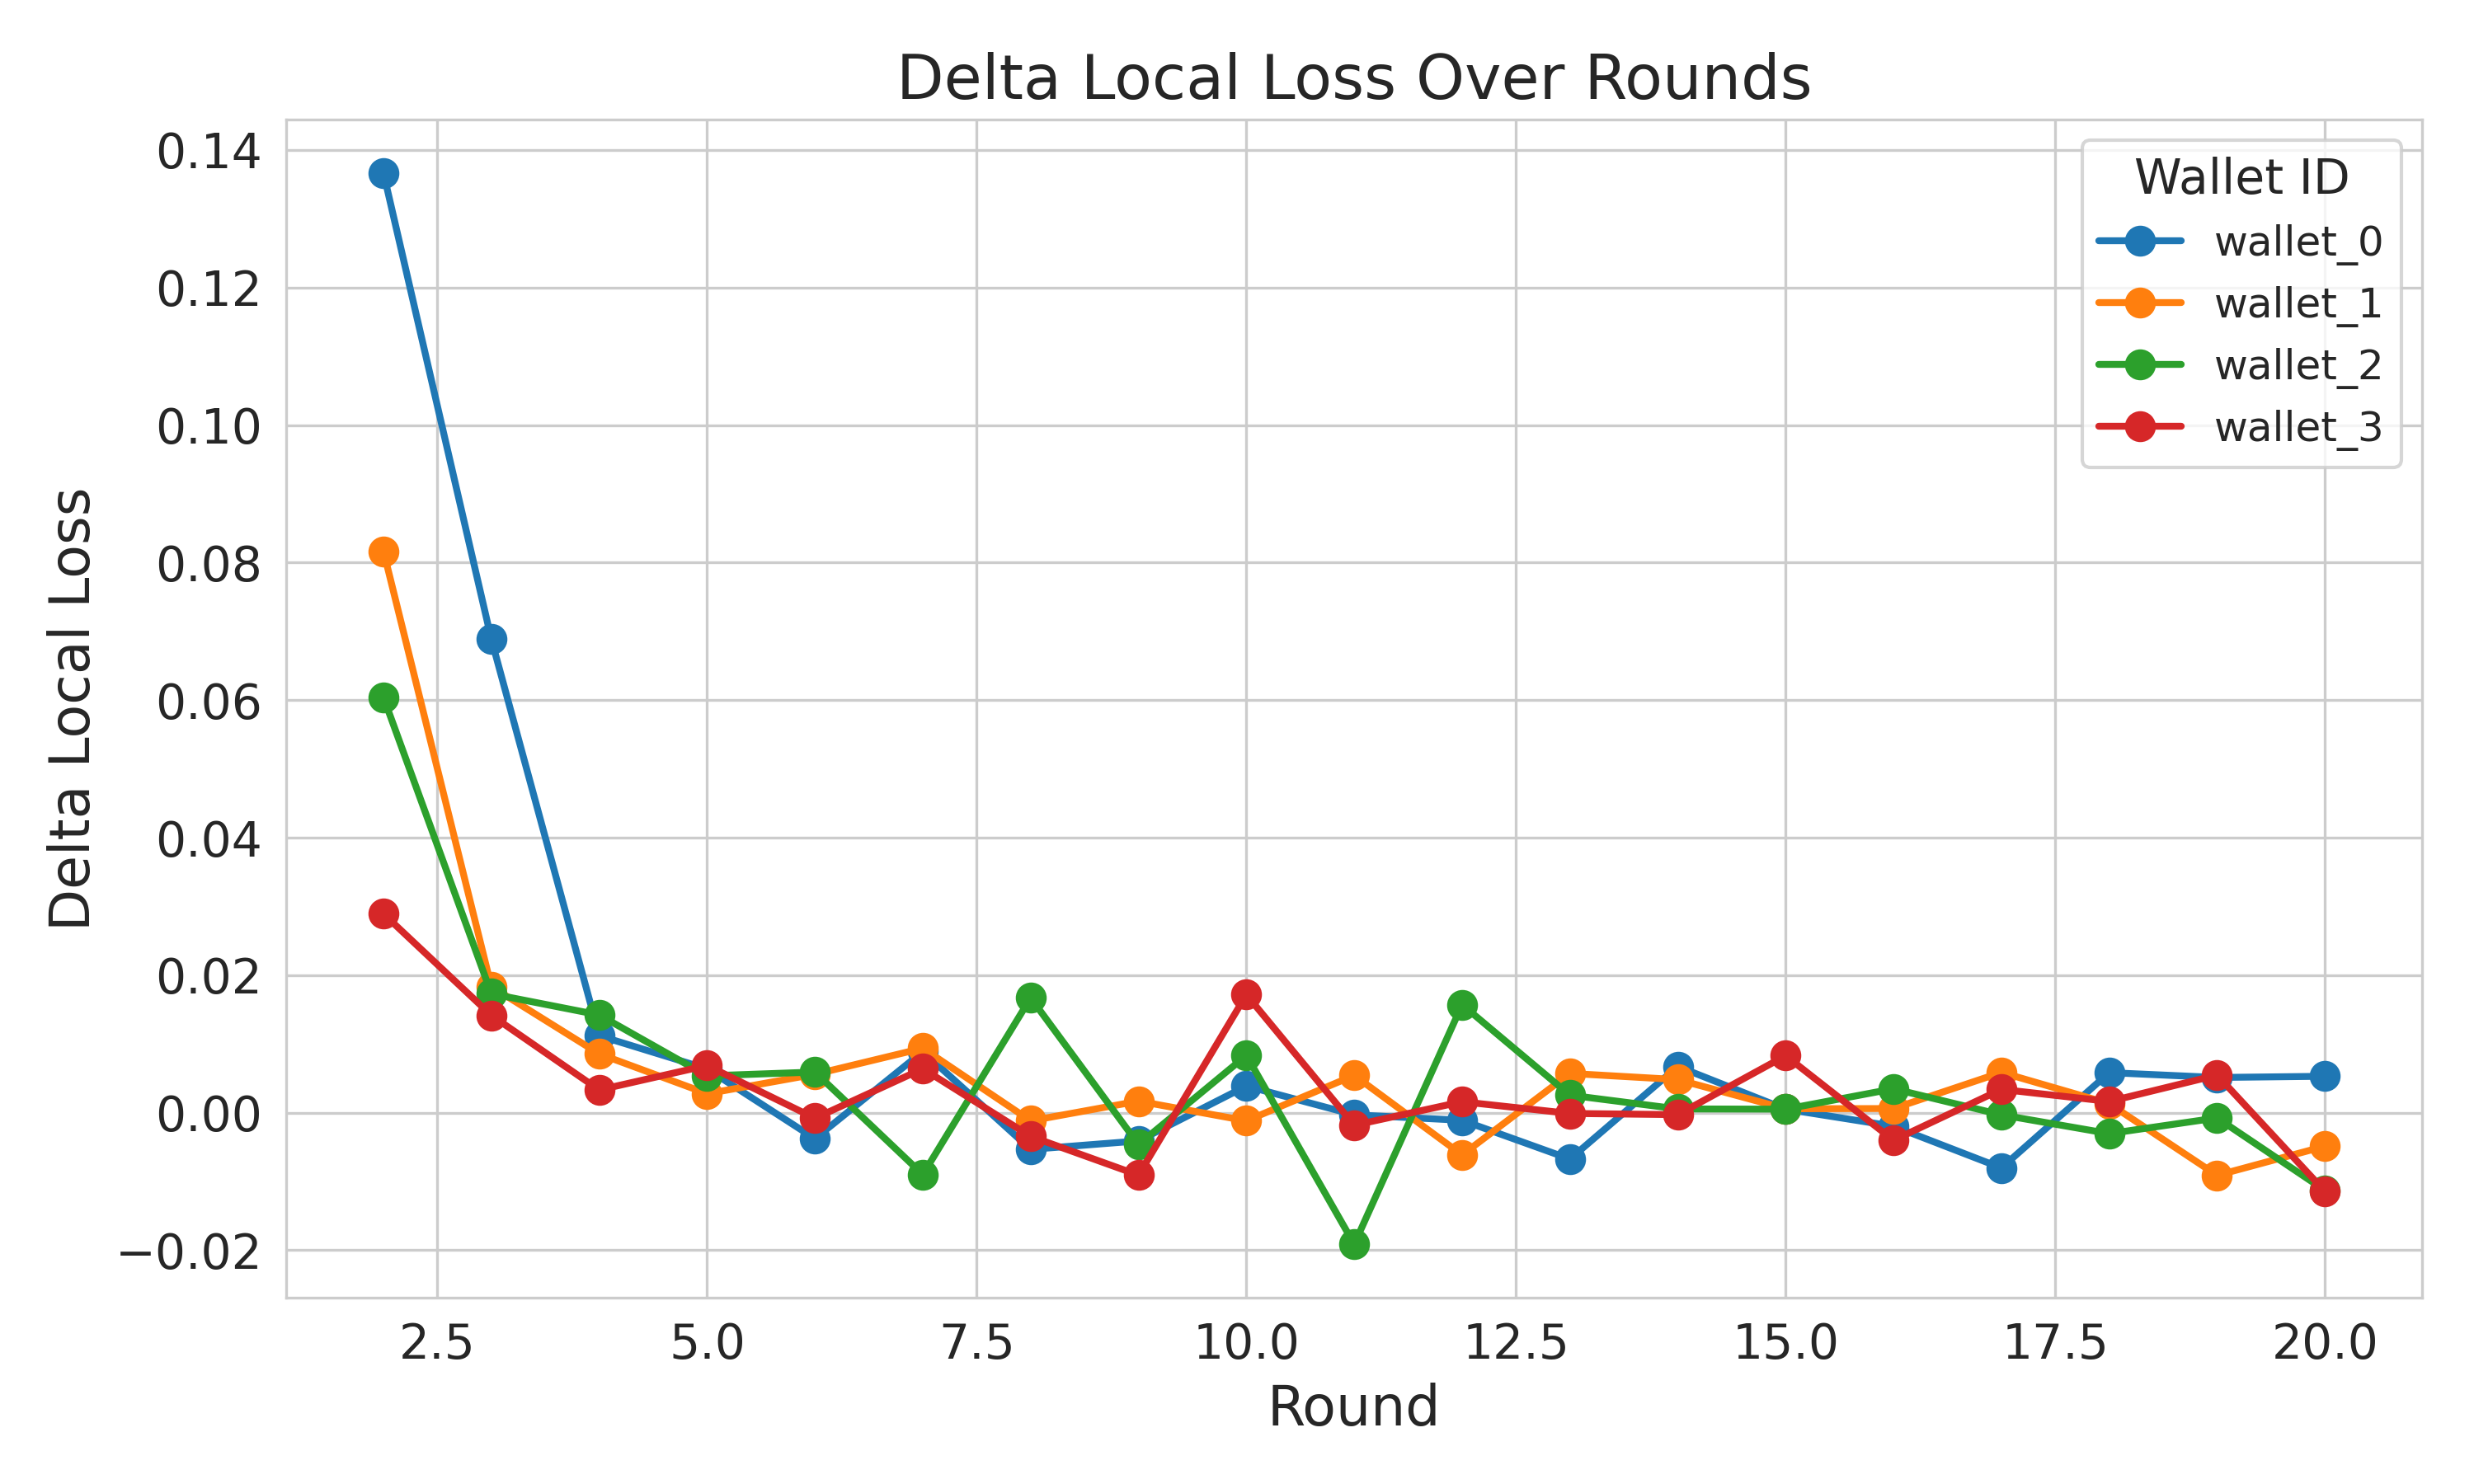 Delta Local Loss Over Rounds
Delta Local Loss
0.14
0.12
0.10
0.08
0.06
0.04
0.02
0.00
−0.02
Wallet ID
wallet_0
wallet_1
wallet_2
wallet_3
2.5 5.0 7.5 10.0 12.5 15.0 17.5 20.0
Round